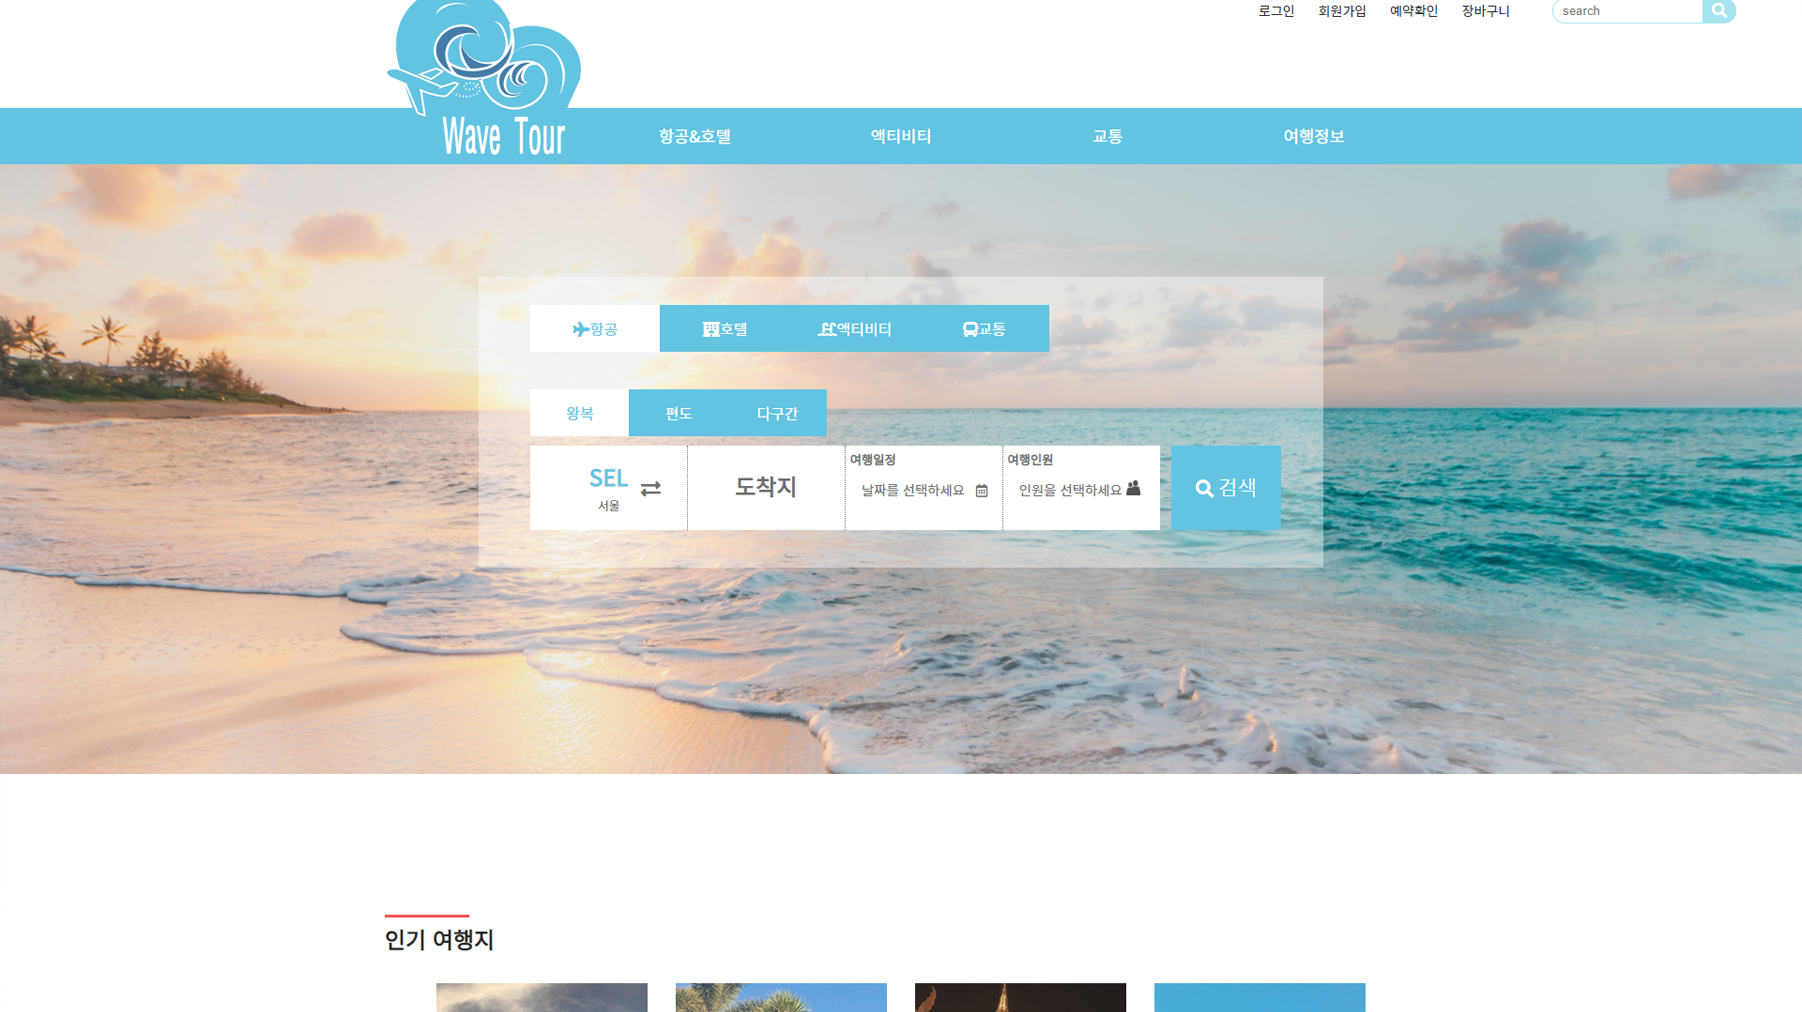 로그인 회원가입 예약확인 장바구니 search
Wave Tour
항공&호텔 액티비티 교통 여행정보
항공 호텔 액티비티 교통
왕복 편도 다구간
SEL
서울
도착지
여행일정
날짜를 선택하세요
여행인원
인원을 선택하세요
검색
인기 여행지